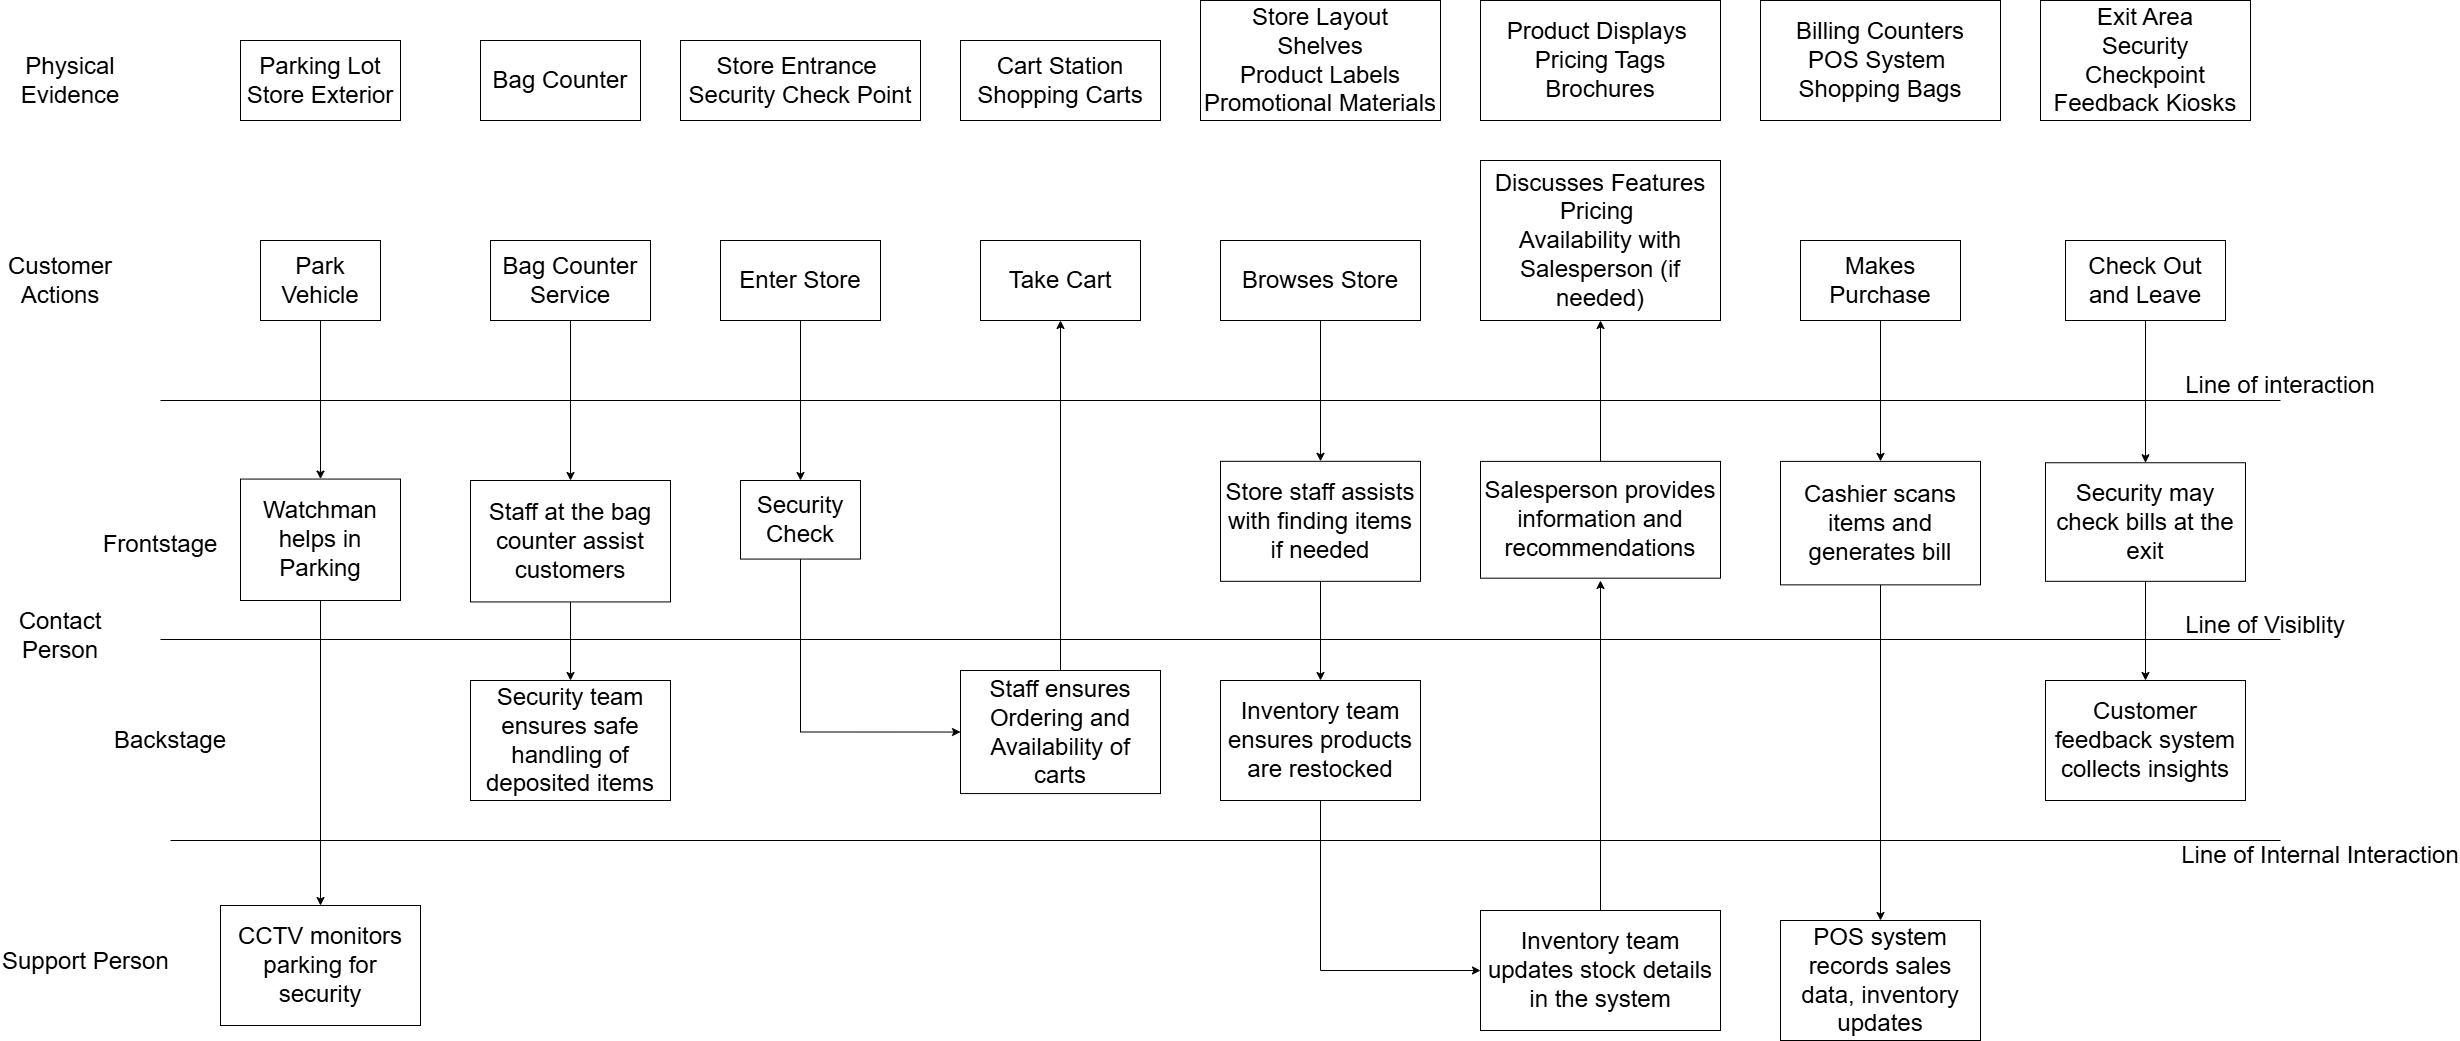 Physical
Evidence
Parking Lot
Store Exterior
Bag Counter
Store Entrance
Security Check Point
Cart Station
Shopping Carts
Store Layout
Shelves
Product Labels
Promotional Materials
Product Displays
Pricing Tags
Brochures
Billing Counters
POS System
Shopping Bags
Exit Area
Security
Checkpoint
Feedback Kiosks
Customer
Actions
Park
Vehicle
Bag Counter
Service
Enter Store
Take Cart
Browses Store
Discusses Features
Pricing
Availability with
Salesperson (if
needed)
Makes
Purchase
Check Out
and Leave
Line of interaction
Frontstage
Watchman
helps in
Parking
Staff at the bag
counter assist
customers
Security
Check
Store staff assists
with finding items
if needed
Salesperson provides
information and
recommendations
Cashier scans
items and
generates bill
Security may
check bills at the
exit
Contact
Person
Line of Visiblity
Backstage
Security team
ensures safe
handling of
deposited items
Staff ensures
Ordering and
Availability of
carts
Inventory team
ensures products
are restocked
Customer
feedback system
collects insights
Line of Internal Interaction
Support Person
CCTV monitors
parking for
security
Inventory team
updates stock details
in the system
POS system
records sales
data, inventory
updates